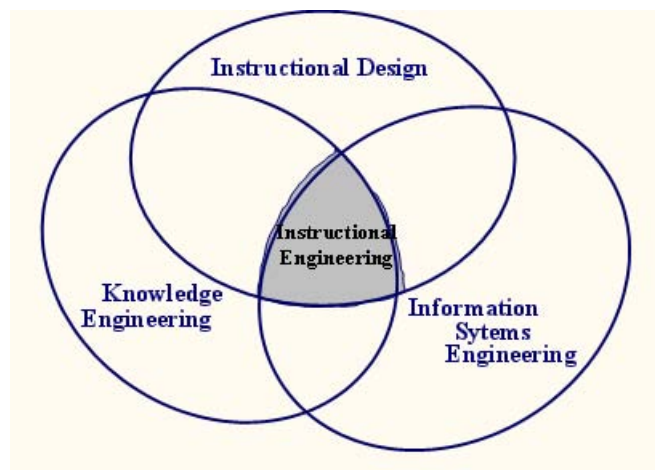 Instructional Design
Instructional
Engineering
Knowledge
Engineering
Information
Sytems
Engineering